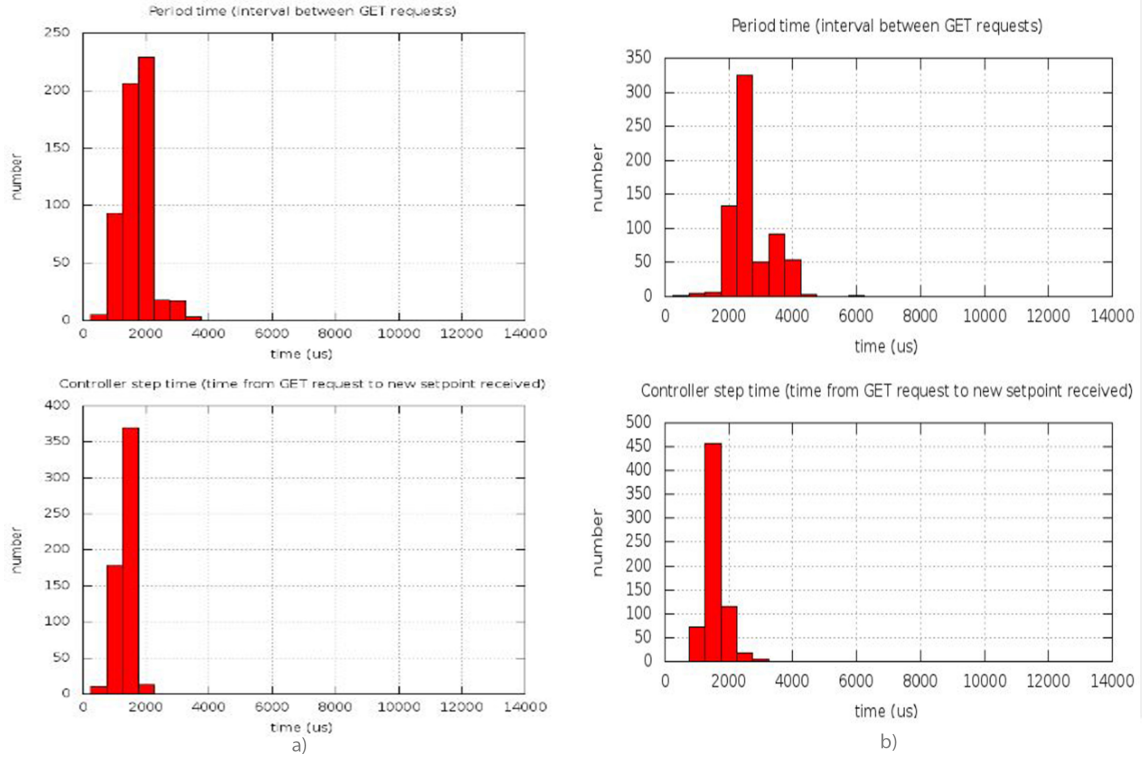 Period time (interval between GET requests)
250
200
150
100
50
0
number
0 2000 4000 6000 8000 10000 12000 14000
time (us)
Controller step time (time from GET request to new setpoint received)
400
350
300
250
200
150
100
50
0
number
0 2000 4000 6000 8000 10000 12000 14000
time (us)
a)
Period time (interval between GET requests)
350
300
250
200
150
100
50
0
number
0 2000 4000 6000 8000 10000 12000 14000
time (us)
Controller step time (time from GET request to new setpoint received)
500
450
400
350
300
250
200
150
100
50
0
number
0 2000 4000 6000 8000 10000 12000 14000
time (us)
b)